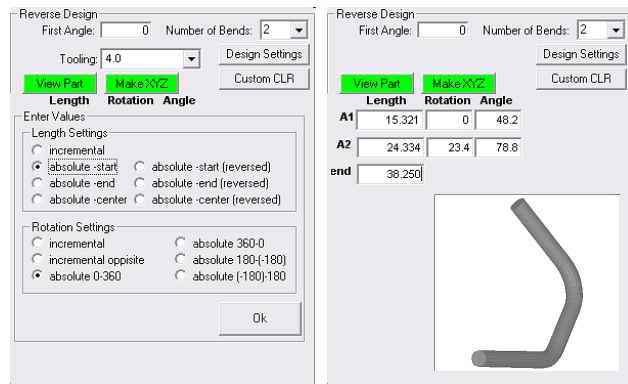 Reverse Design
First Angle: 0 Number of Bends: 2
Tooling: 4.0 Design Settings
View Part Make XYZ Custom CLR
Length Rotation Angle
Enter Values
Length Settings
incremental
absolute -start absolute -start (reversed)
absolute -end absolute -end (reversed)
absolute -center absolute -center (reversed)
Rotation Settings
incremental absolute 360-0
incremental oppisite absolute 180-(-180)
absolute 0-360 absolute (-180)-180
Ok
Reverse Design
First Angle: 0 Number of Bends: 2
Design Settings
View Part Make XYZ Custom CLR
Length Rotation Angle
A1 15.321 0 48.2
A2 24.334 23.4 78.8
end 38.250